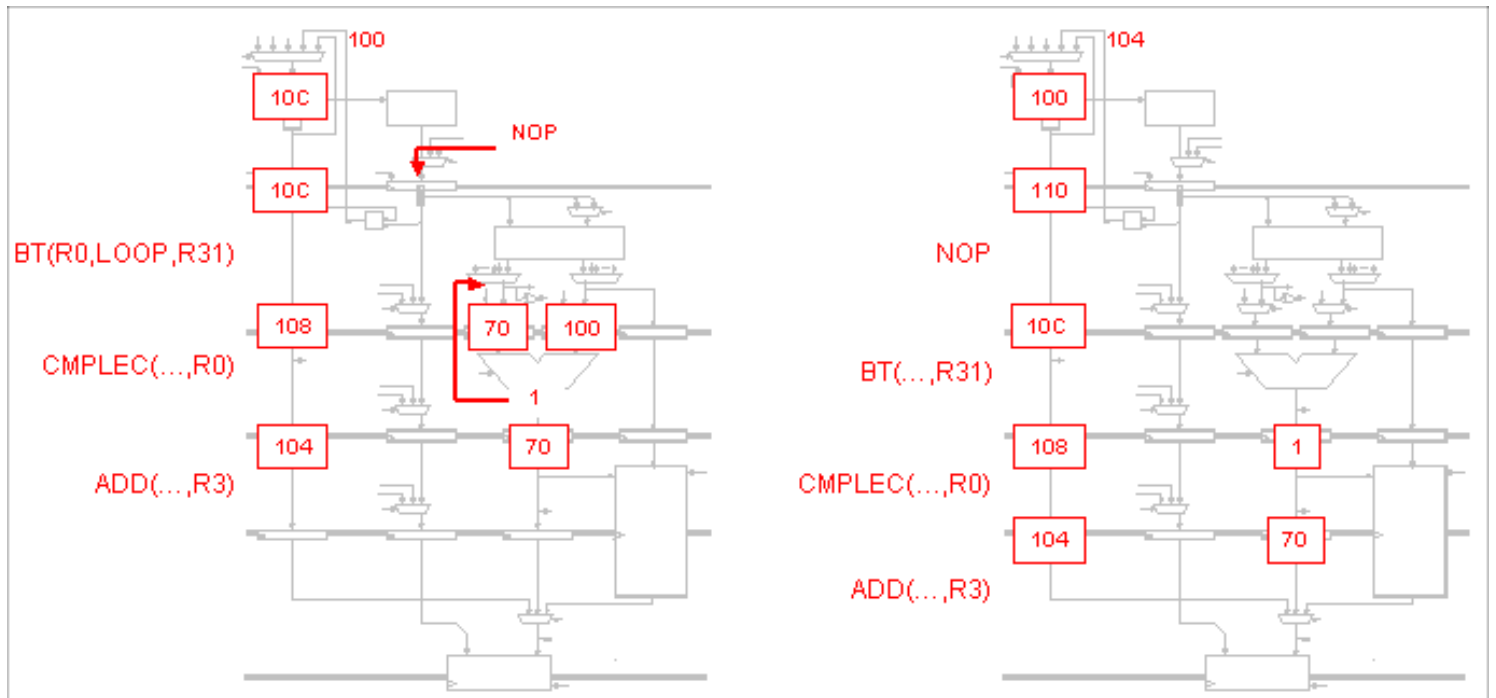 100
10C
NOP
10C
BT(R0,LOOP,R31)
108
70
100
CMPLEC(...,R0)
1
104
70
ADD(...,R3)
104
100
110
NOP
10C
BT(...,R31)
108
1
CMPLEC(...,R0)
104
70
ADD(...,R3)